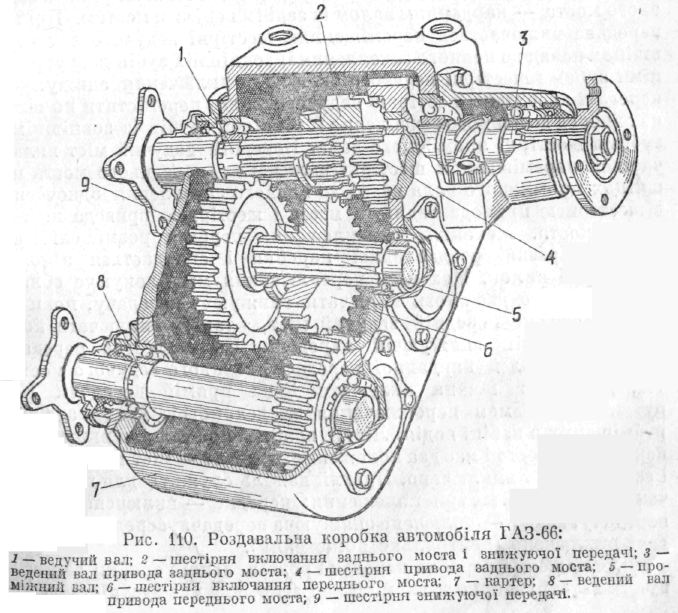 1
2
3
9
8
4
5
6
7
Рис. 110. Роздавальна коробка автомобіля ГАЗ-66:
1 — ведучий вал; 2 — шестірня включання заднього моста і знижуючої передачі; 3 —
ведений вал привода заднього моста; 4 — шестірня привода заднього моста; 5 — про-
міжний вал; 6 — шестірня включання переднього моста; 7 — картер; 8 — ведений вал
привода переднього моста; 9 — шестірня знижуючої передачі.